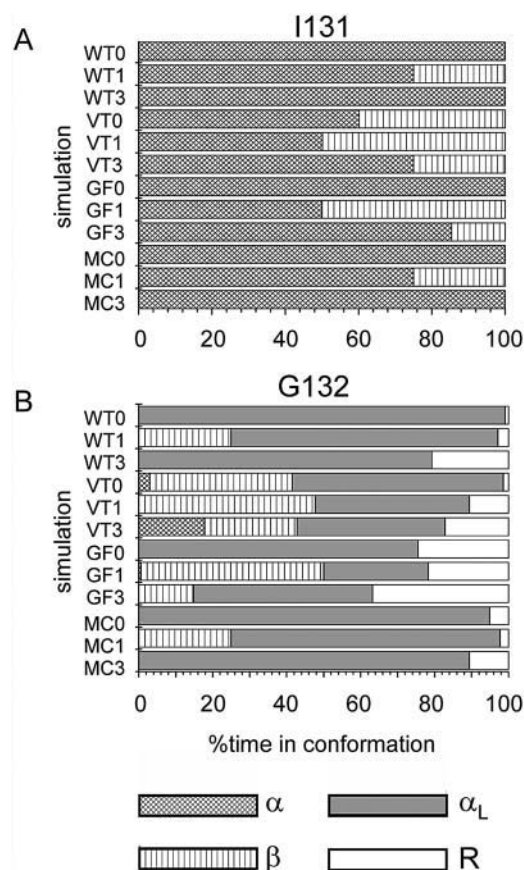 A
I131
simulation
WT0
WT1
WT3
VT0
VT1
VT3
GF0
GF1
GF3
MC0
MC1
MC3
0 20 40 60 80 100
B
G132
simulation
WT0
WT1
WT3
VT0
VT1
VT3
GF0
GF1
GF3
MC0
MC1
MC3
0 20 40 60 80 100
%time in conformation
α αL
β R